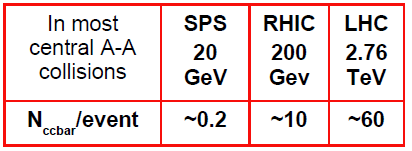 In most central A-A collisions
SPS 20 GeV
RHIC 200 Gev
LHC 2.76 TeV
Nccbar/event
~0.2
~10
~60